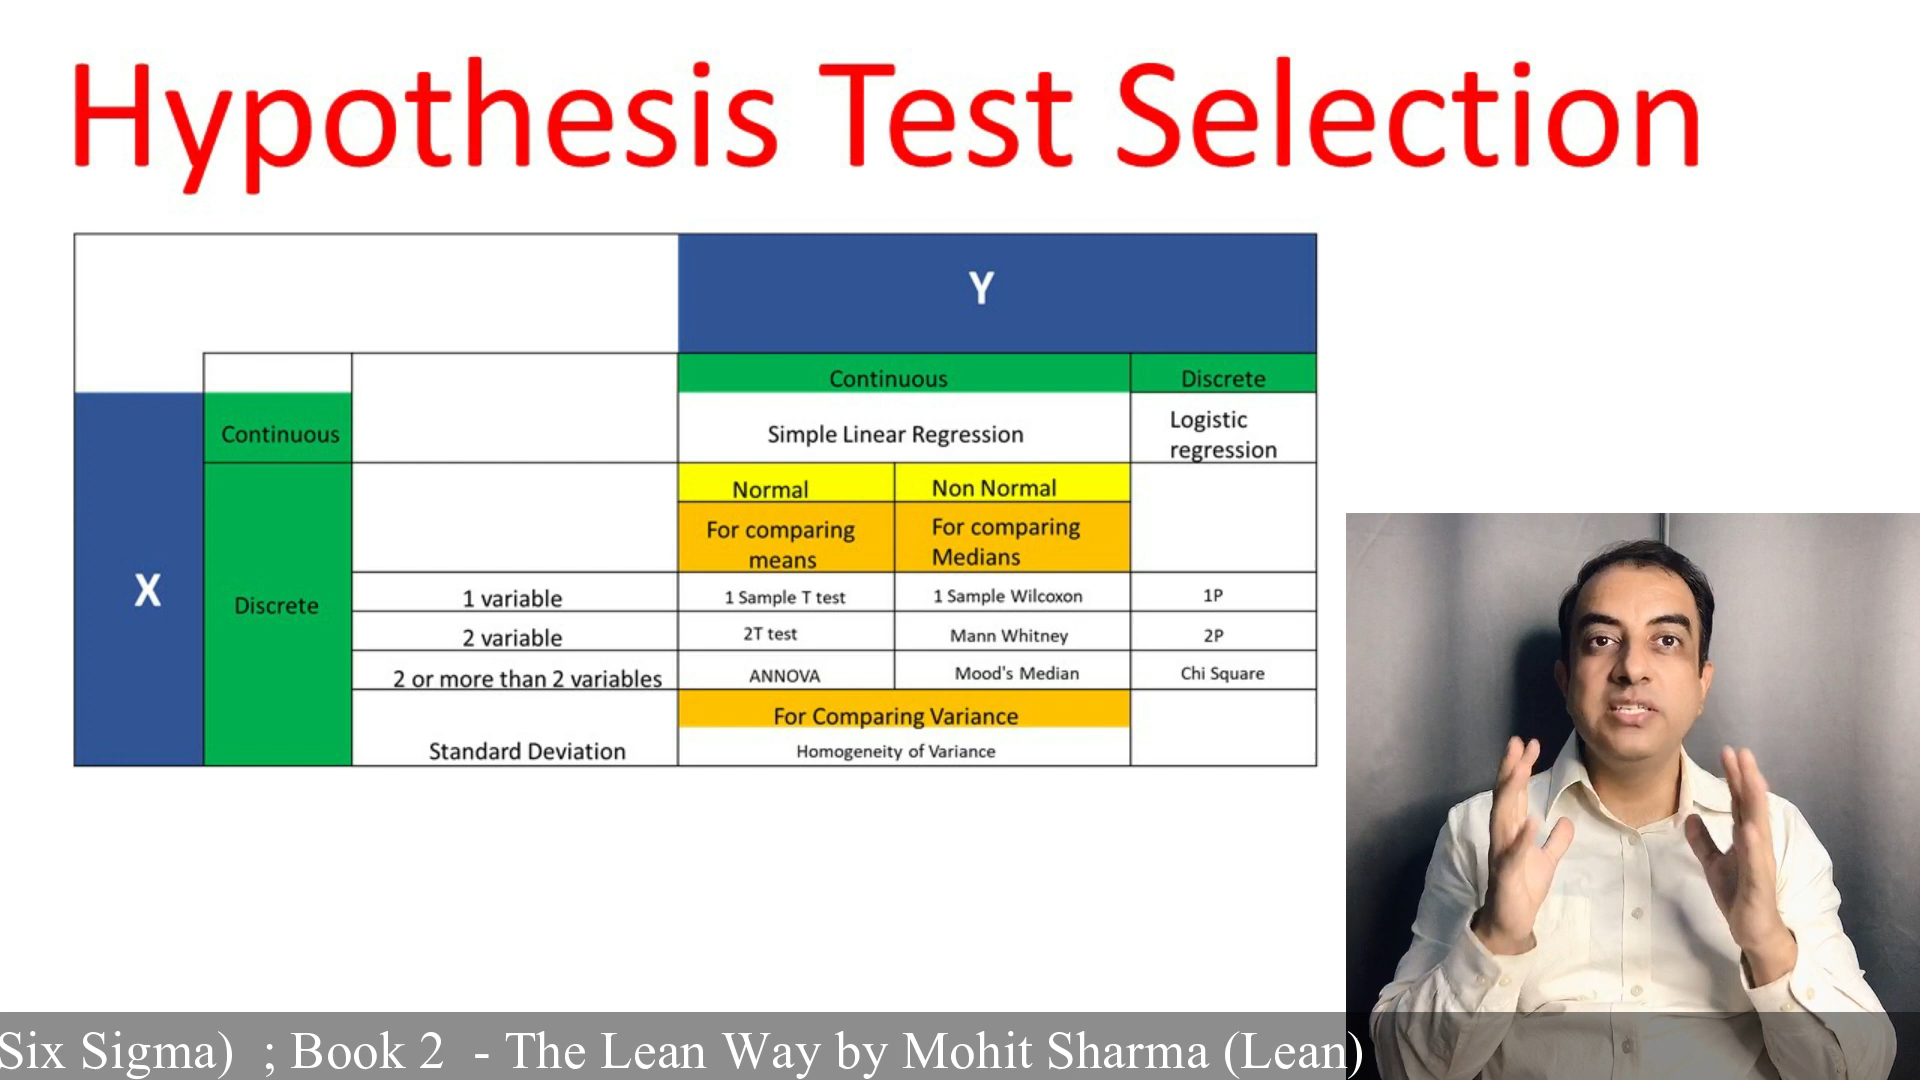 Hypothesis Test Selection
Y
Continuous Discrete
Continuous Simple Linear Regression Logistic
regression
Normal Non Normal
For comparing
means
For comparing
Medians
X
Discrete
1 variable 1 Sample T test 1 Sample Wilcoxon 1P
2 variable 2T test Mann Whitney 2P
2 or more than 2 variables ANNOVA Mood's Median Chi Square
For Comparing Variance
Standard Deviation Homogeneity of Variance
Six Sigma) ; Book 2 - The Lean Way by Mohit Sharma (Lean)